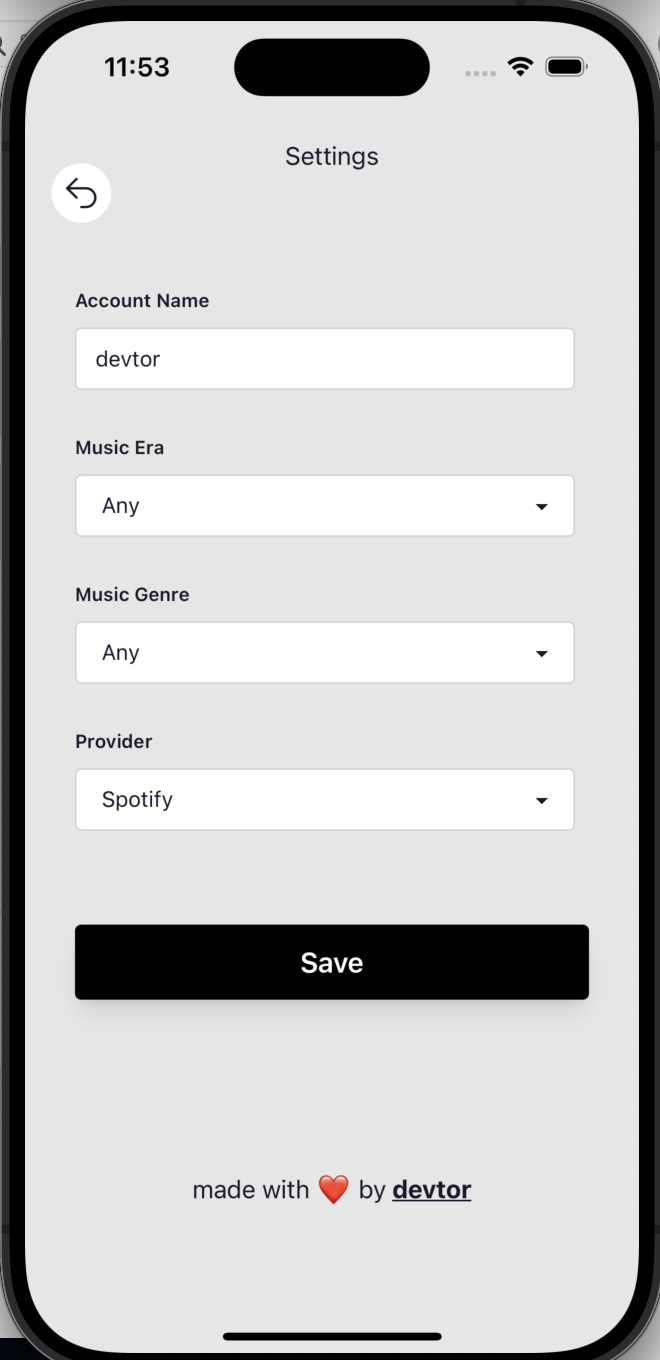 11:53
Settings
Account Name
devtor
Music Era
Any
Music Genre
Any
Provider
Spotify
Save
made with ❤️ by devtor